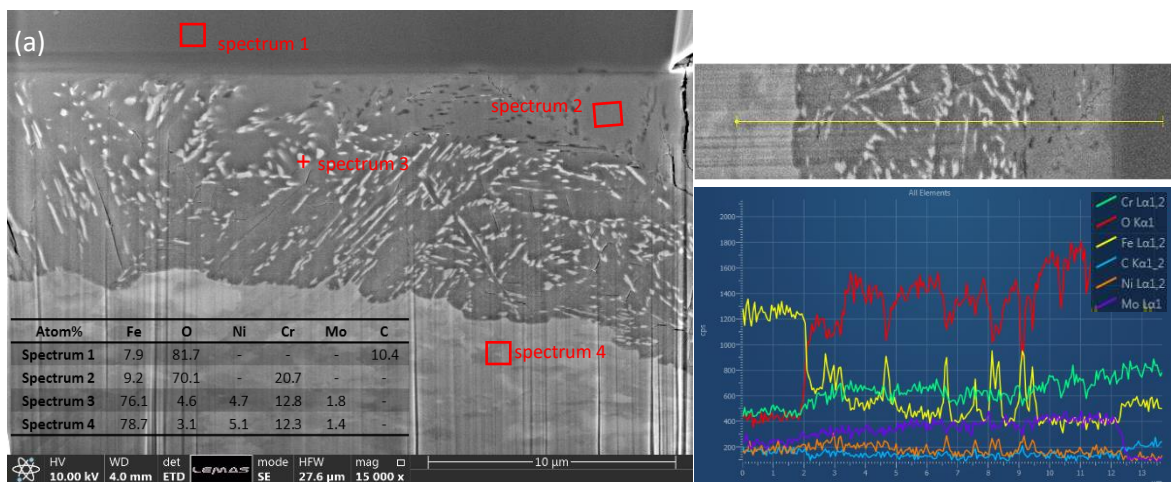 (a)
spectrum 1
spectrum 2
spectrum 3
spectrum 4
Atom% Fe O Ni Cr Mo C
Spectrum 1 7.9 81.7 - - - 10.4
Spectrum 2 9.2 70.1 - 20.7 - -
Spectrum 3 76.1 4.6 4.7 12.8 1.8 -
Spectrum 4 78.7 3.1 5.1 12.3 1.4 -
HV WD det LEMAS mode HFW mag □ 10 µm
10.00 kV 4.0 mm ETD SE 27.6 µm 15 000 x
All Elements
Cr Lα1,2
O Kα1
Fe Lα1,2
C Kα1_2
Ni Lα1,2
Mo Lα1
cps
2000
1800
1600
1400
1200
1000
800
600
400
200
0 1 2 3 4 5 6 7 8 9 10 11 12 13